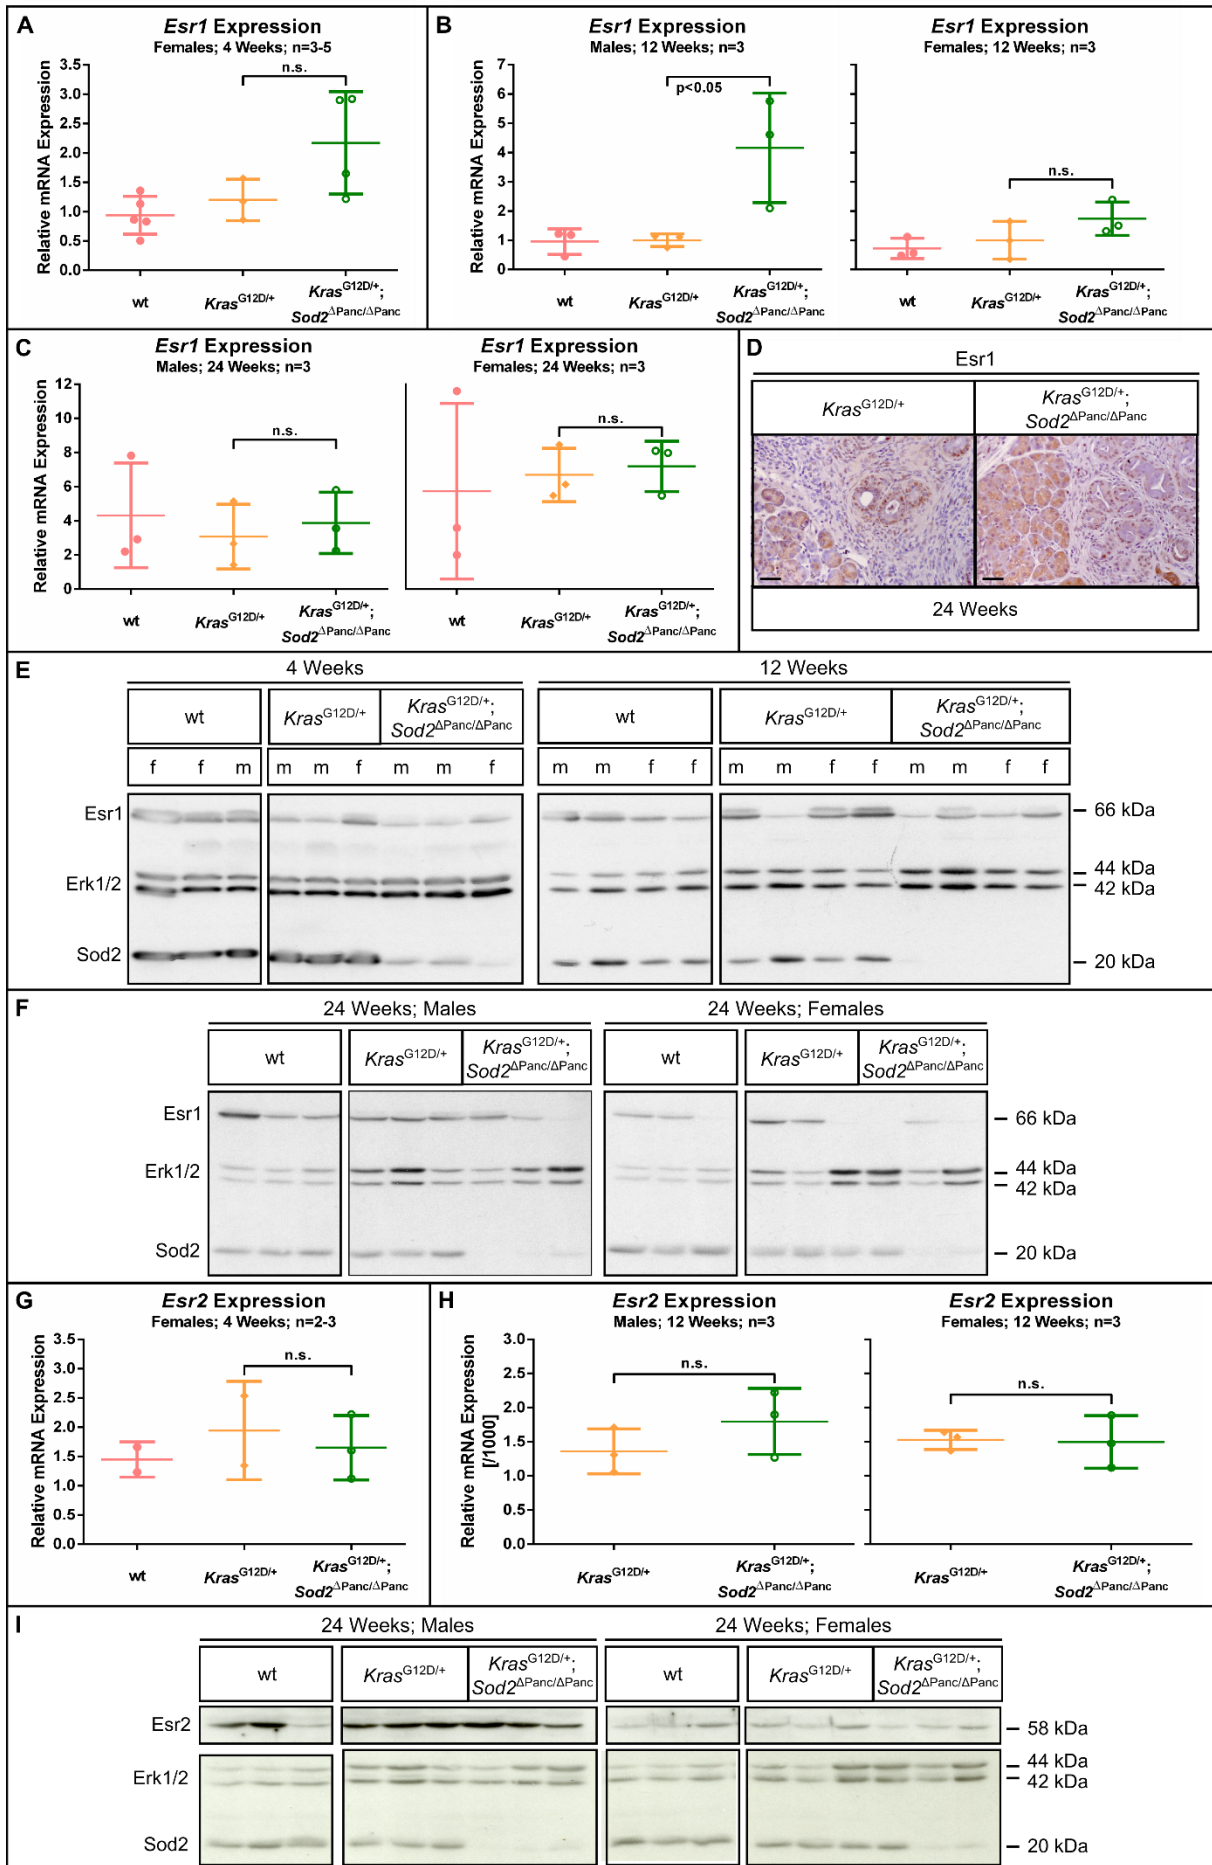 A
Esr1 Expression
Females; 4 Weeks; n=3-5
Relative mRNA Expression
3.5
3.0
2.5
2.0
1.5
1.0
0.5
0.0
n.s.
wt
KrasG12D/+
KrasG12D/+;
Sod2ΔPanc/ΔPanc
B
Esr1 Expression
Males; 12 Weeks; n=3
Relative mRNA Expression
7
6
5
4
3
2
1
0
p<0.05
wt
KrasG12D/+
KrasG12D/+;
Sod2ΔPanc/ΔPanc
Esr1 Expression
Females; 12 Weeks; n=3
n.s.
wt
KrasG12D/+
KrasG12D/+;
Sod2ΔPanc/ΔPanc
C
Esr1 Expression
Males; 24 Weeks; n=3
Relative mRNA Expression
12
10
8
6
4
2
0
n.s.
wt
KrasG12D/+
KrasG12D/+;
Sod2ΔPanc/ΔPanc
Esr1 Expression
Females; 24 Weeks; n=3
n.s.
wt
KrasG12D/+
KrasG12D/+;
Sod2ΔPanc/ΔPanc
D
Esr1
KrasG12D/+
KrasG12D/+;
Sod2ΔPanc/ΔPanc
24 Weeks
E
4 Weeks
wt
KrasG12D/+
KrasG12D/+;
Sod2ΔPanc/ΔPanc
f f m m m f m m f
12 Weeks
wt
KrasG12D/+
KrasG12D/+;
Sod2ΔPanc/ΔPanc
m m f f m m f f m m f f
Esr1
Erk1/2
Sod2
66 kDa
44 kDa
42 kDa
20 kDa
F
24 Weeks; Males
wt
KrasG12D/+
KrasG12D/+;
Sod2ΔPanc/ΔPanc
24 Weeks; Females
wt
KrasG12D/+
KrasG12D/+;
Sod2ΔPanc/ΔPanc
Esr1
Erk1/2
Sod2
66 kDa
44 kDa
42 kDa
20 kDa
G
Esr2 Expression
Females; 4 Weeks; n=2-3
Relative mRNA Expression
3.5
3.0
2.5
2.0
1.5
1.0
0.5
0.0
n.s.
wt
KrasG12D/+
KrasG12D/+;
Sod2ΔPanc/ΔPanc
H
Esr2 Expression
Males; 12 Weeks; n=3
Relative mRNA Expression
[/1000]
3.0
2.5
2.0
1.5
1.0
0.5
0.0
n.s.
KrasG12D/+
KrasG12D/+;
Sod2ΔPanc/ΔPanc
Esr2 Expression
Females; 12 Weeks; n=3
n.s.
KrasG12D/+
KrasG12D/+;
Sod2ΔPanc/ΔPanc
I
24 Weeks; Males
wt
KrasG12D/+
KrasG12D/+;
Sod2ΔPanc/ΔPanc
24 Weeks; Females
wt
KrasG12D/+
KrasG12D/+;
Sod2ΔPanc/ΔPanc
Esr2
Erk1/2
Sod2
58 kDa
44 kDa
42 kDa
20 kDa